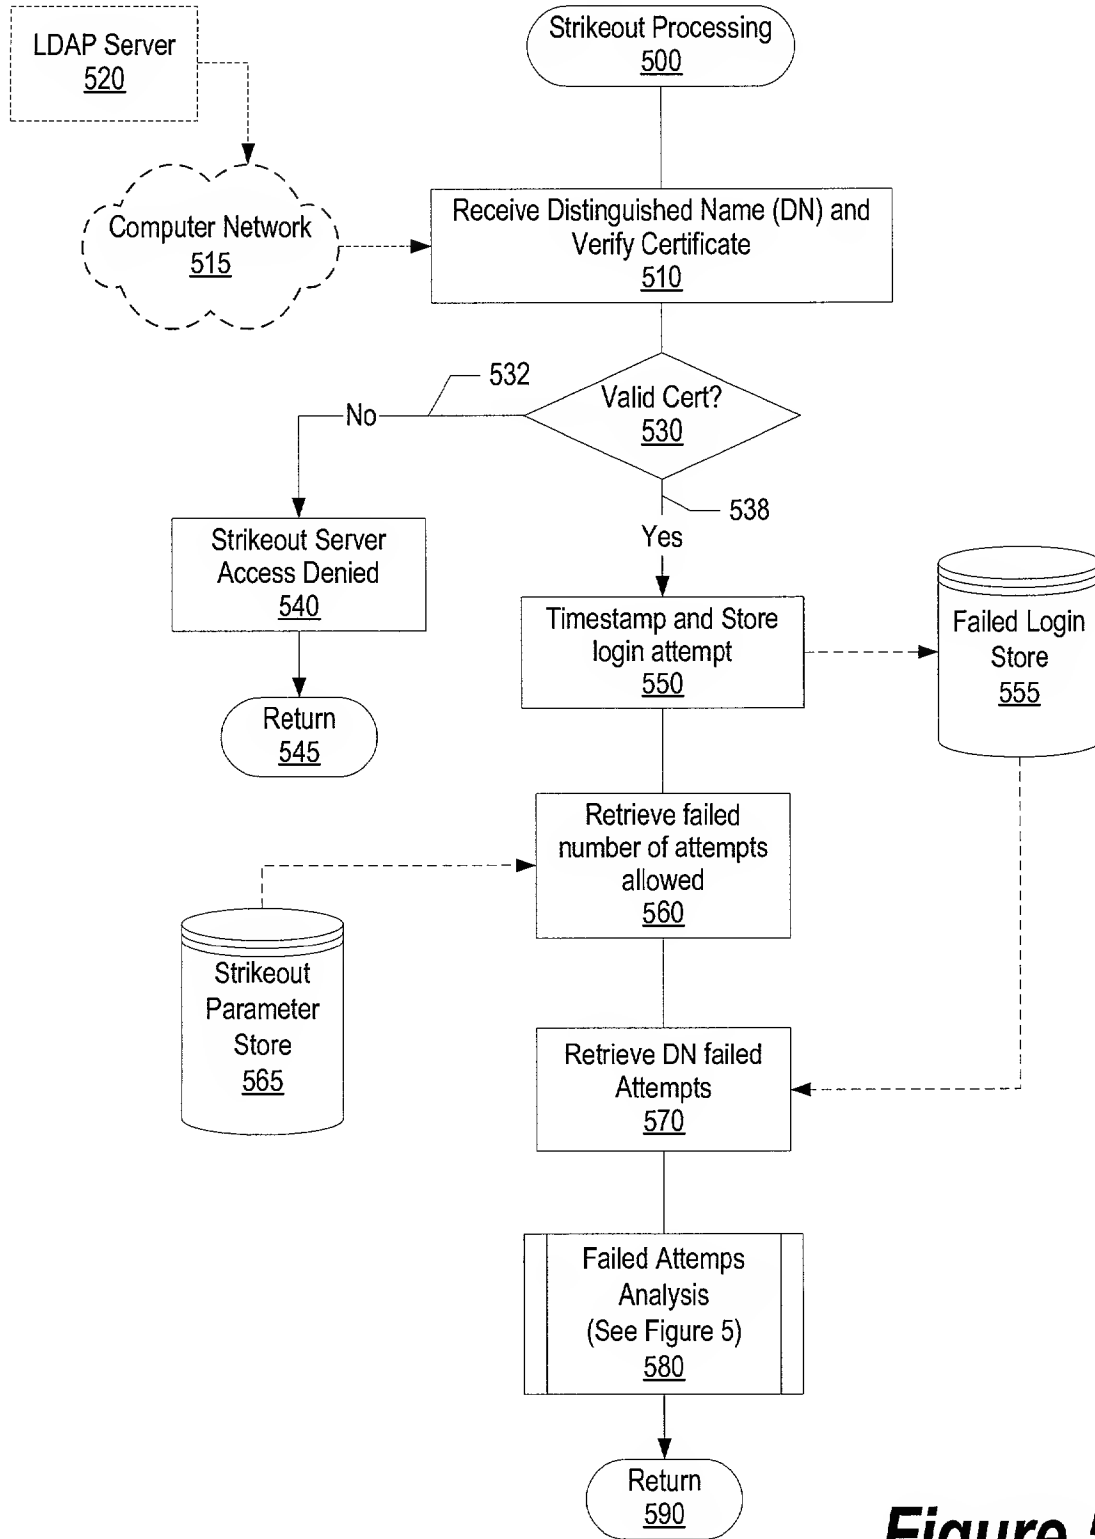 LDAP Server
520
Strikeout Processing
500
Computer Network
515
Receive Distinguished Name (DN) and
Verify Certificate
510
532
Valid Cert?
530
No
538
Yes
Strikeout Server
Access Denied
540
Return
545
Timestamp and Store
login attempt
550
Failed Login
Store
555
Retrieve failed
number of attempts
allowed
560
Strikeout
Parameter
Store
565
Retrieve DN failed
Attempts
570
Failed Attemps
Analysis
(See Figure 5)
580
Return
590
Figure